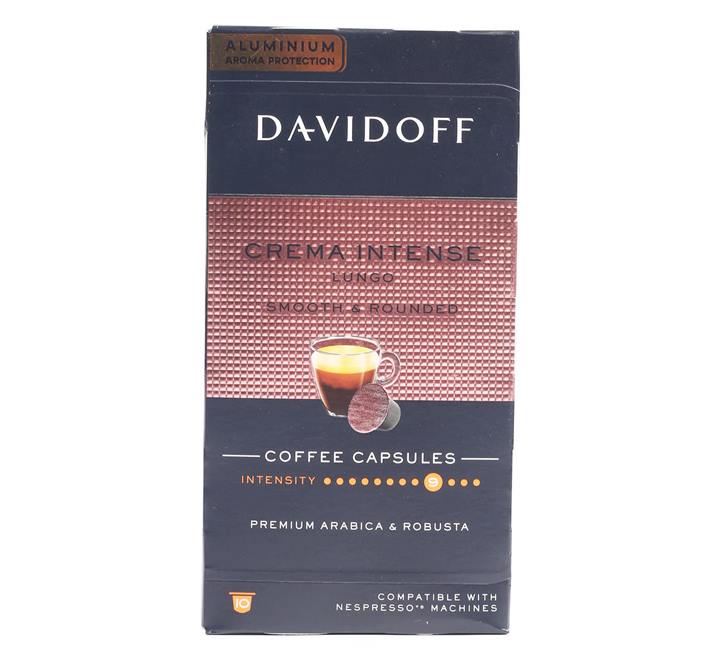 ALUMINIUM
AROMA PROTECTION
DAVIDOFF
CREMA INTENSE
LUNGO
SMOOTH & ROUNDED
COFFEE CAPSULES
INTENSITY 9
PREMIUM ARABICA & ROBUSTA
10
COMPATIBLE WITH
NESPRESSO*® MACHINES